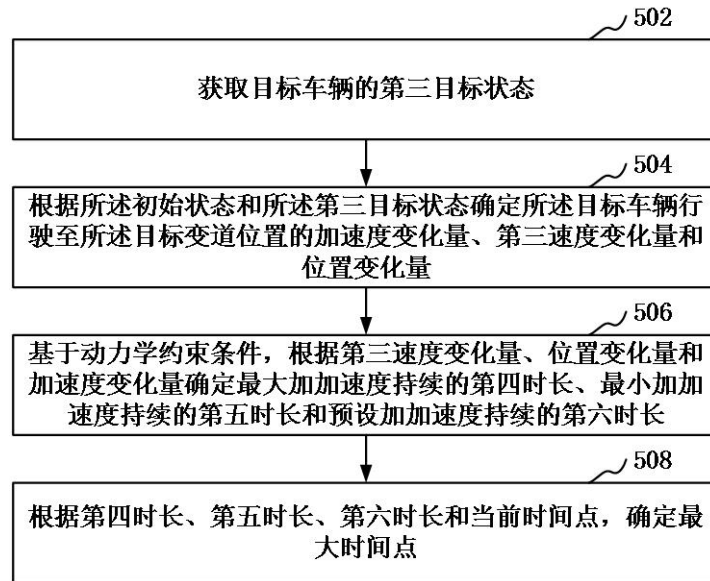 502
获取目标车辆的第三目标状态
504
根据所述初始状态和所述第三目标状态确定所述目标车辆行
驶至所述目标变道位置的加速度变化量、第三速度变化量和
位置变化量
506
基于动力学约束条件，根据第三速度变化量、位置变化量和
加速度变化量确定最大加加速度持续的第四时长、最小加加
速度持续的第五时长和预设加加速度持续的第六时长
508
根据第四时长、第五时长、第六时长和当前时间点，确定最
大时间点